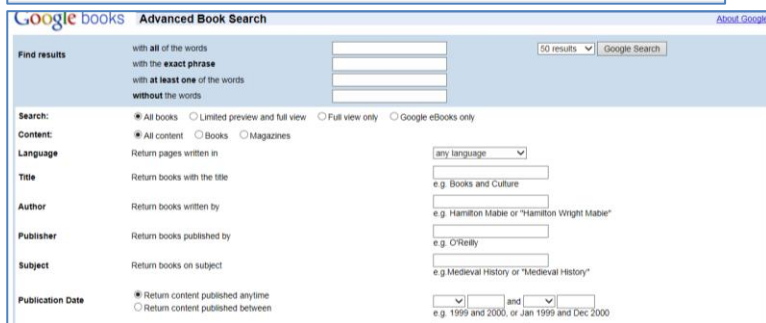 Google books Advanced Book Search About Google
Find results with all of the words 50 results Google Search
with the exact phrase
with at least one of the words
without the words
Search: All books Limited preview and full view Full view only Google eBooks only
Content: All content Books Magazines
Language Return pages written in any language
Title Return books with the title
e.g. Books and Culture
Author Return books written by
e.g. Hamilton Mabie or "Hamilton Wright Mabie"
Publisher Return books published by
e.g. O'Reilly
Subject Return books on subject
e.g.Medieval History or "Medieval History"
Publication Date Return content published anytime
Return content published between and
e.g. 1999 and 2000, or Jan 1999 and Dec 2000